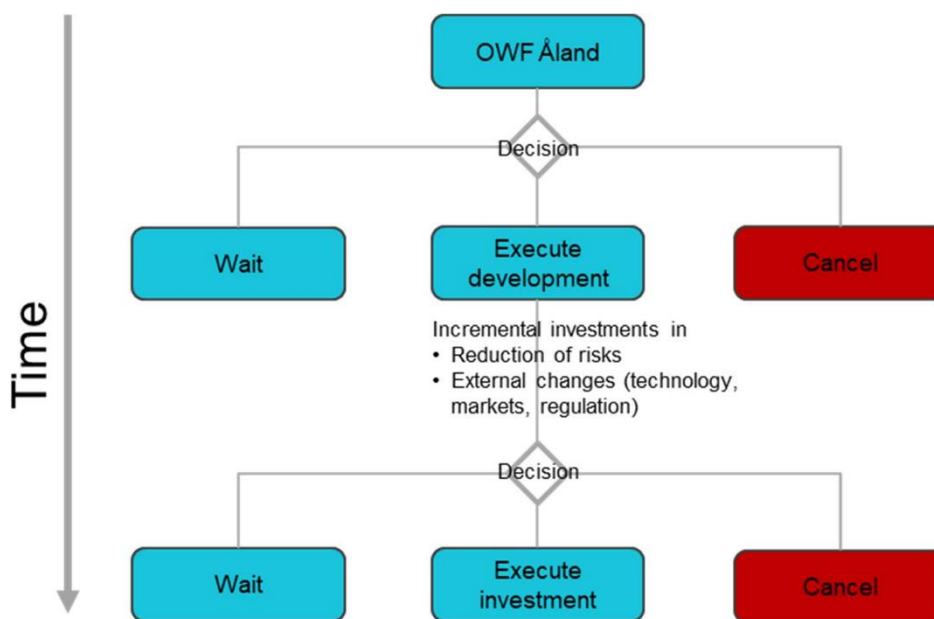 OWF Åland
Decision
Wait
Execute
development
Cancel
Time
Incremental investments in
• Reduction of risks
• External changes (technology,
markets, regulation)
Decision
Wait
Execute
investment
Cancel